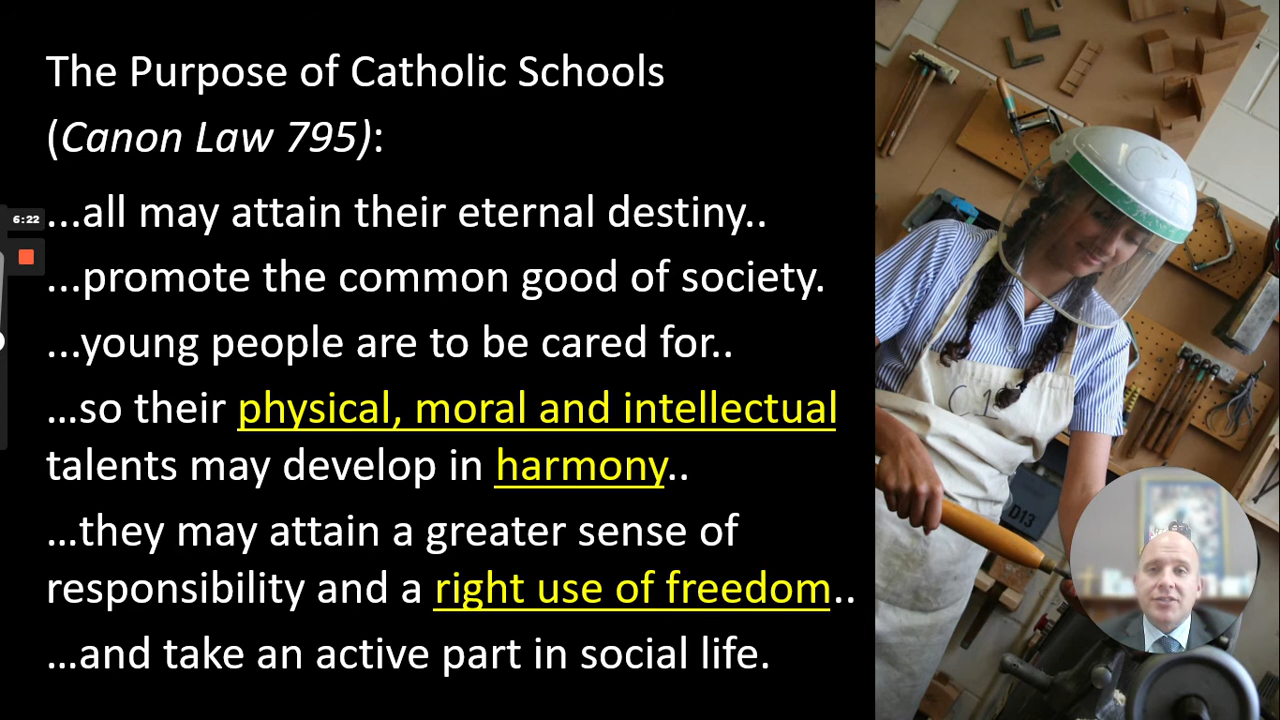 The Purpose of Catholic Schools
(Canon Law 795):
...all may attain their eternal destiny..
...promote the common good of society.
...young people are to be cared for..
...so their physical, moral and intellectual
talents may develop in harmony..
...they may attain a greater sense of
responsibility and a right use of freedom..
...and take an active part in social life.
6:22
D13